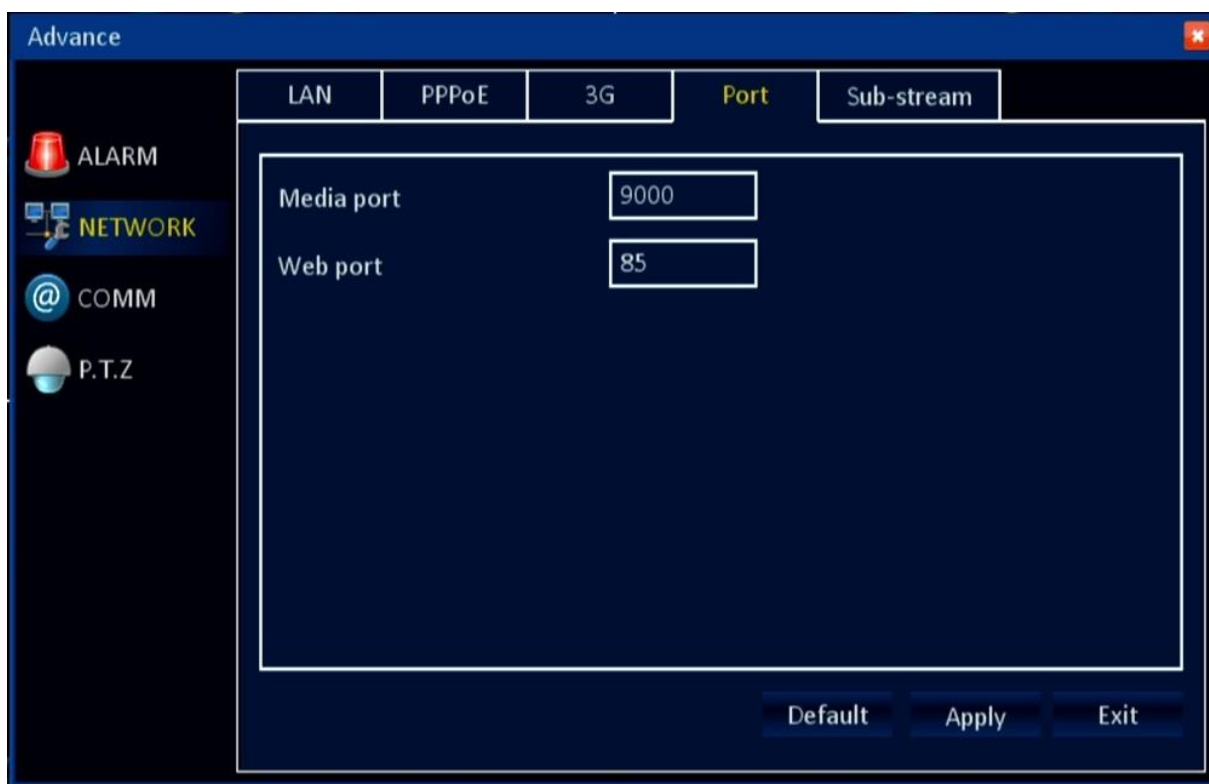 Advance
LAN PPPoE 3G Port Sub-stream
ALARM
NETWORK
COMM
P.T.Z
Media port 9000
Web port 85
Default Apply Exit